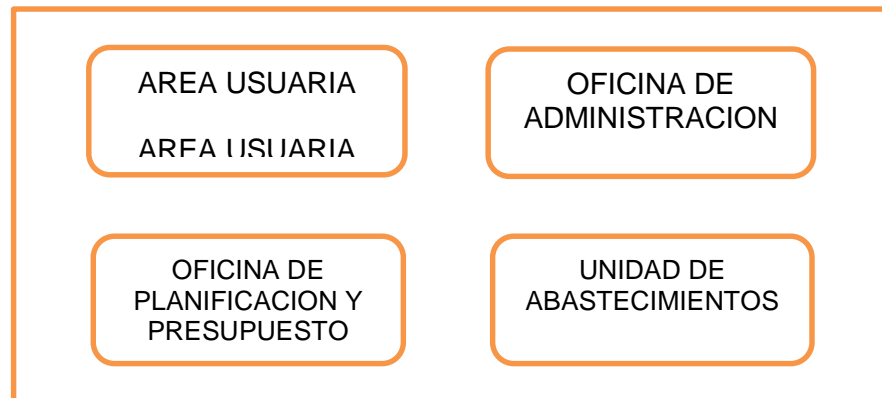 AREA USUARIA
AREA USUARIA
OFICINA DE
ADMINISTRACION
OFICINA DE
PLANIFICACION Y
PRESUPUESTO
UNIDAD DE
ABASTECIMIENTOS